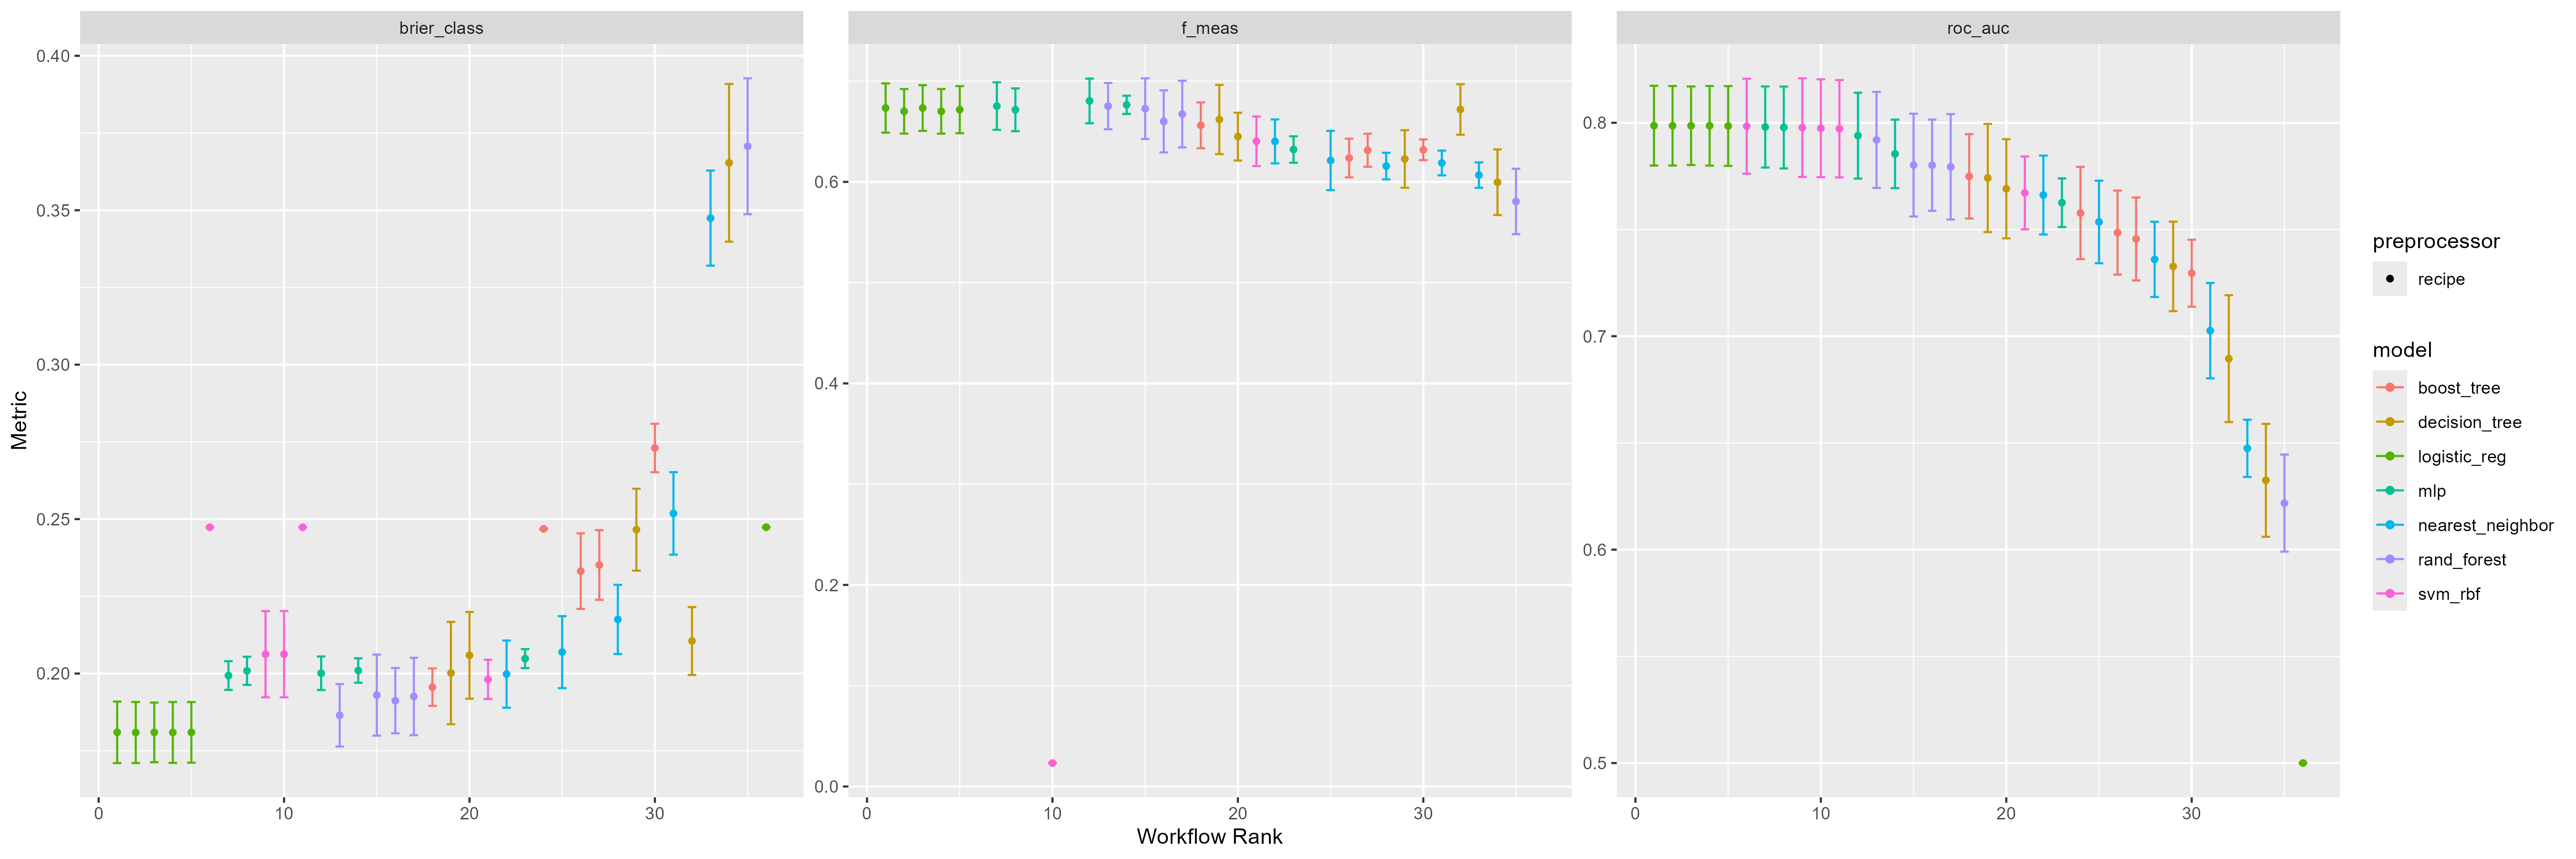 brier_class
f_meas
roc_auc
Metric
0.40
0.35
0.30
0.25
0.20
0 10 20 30
0.6
0.4
0.2
0.0
0 10 20 30
0.8
0.7
0.6
0.5
0 10 20 30
Workflow Rank
preprocessor
recipe
model
boost_tree
decision_tree
logistic_reg
mlp
nearest_neighbor
rand_forest
svm_rbf